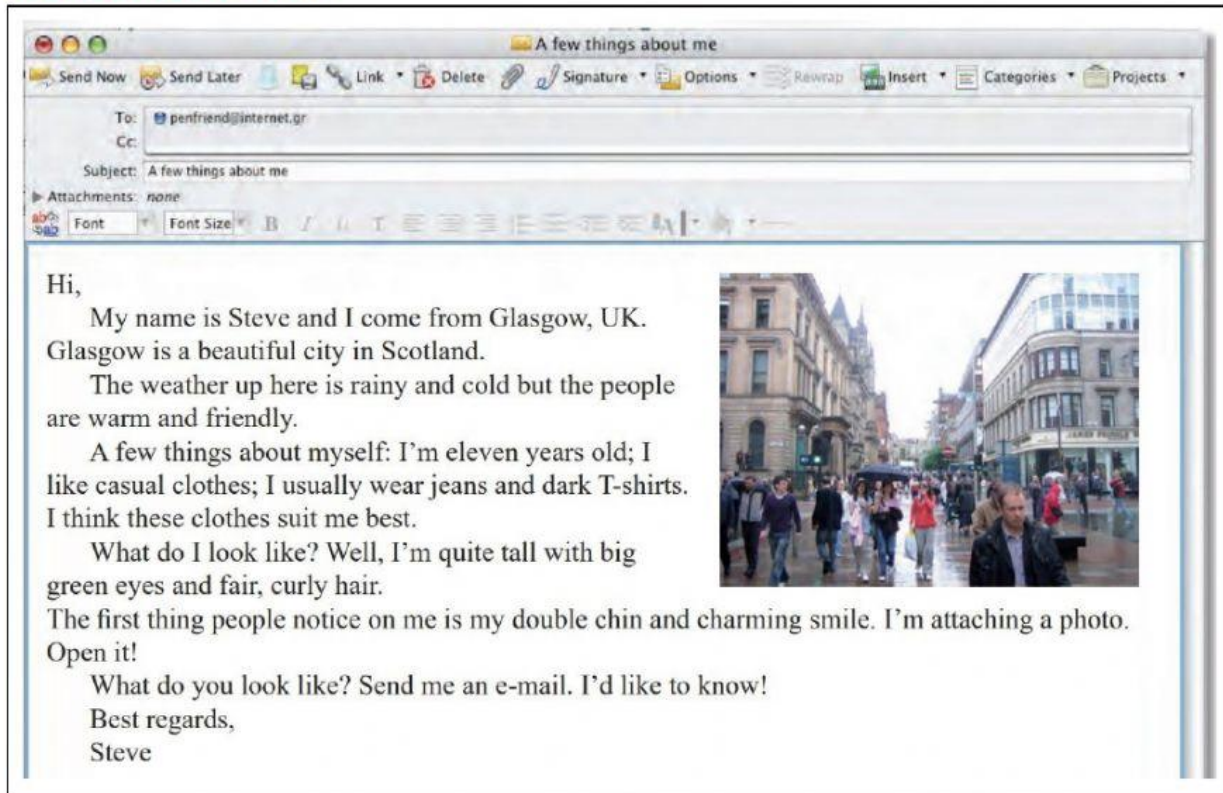 A few things about me
Send Now Send Later Link Delete Signature Options Rewrap Insert Categories Projects
To: penfriend@internet.gr
Cc:
Subject: A few things about me
Attachments: none
Font Font Size B I U T
Hi,
My name is Steve and I come from Glasgow, UK.
Glasgow is a beautiful city in Scotland.
The weather up here is rainy and cold but the people
are warm and friendly.
A few things about myself: I'm eleven years old; I
like casual clothes; I usually wear jeans and dark T-shirts.
I think these clothes suit me best.
What do I look like? Well, I'm quite tall with big
green eyes and fair, curly hair.
The first thing people notice on me is my double chin and charming smile. I'm attaching a photo.
Open it!
What do you look like? Send me an e-mail. I'd like to know!
Best regards,
Steve